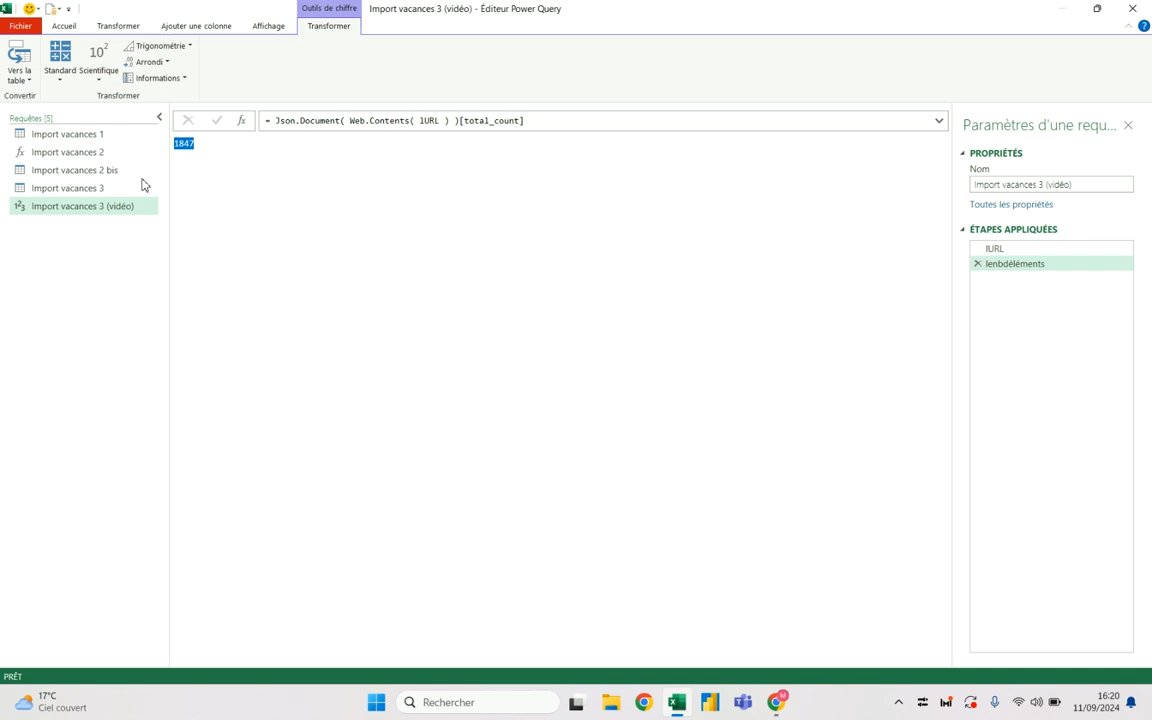 Outils de chiffre
Import vacances 3 (vidéo) - Éditeur Power Query
Fichier
Accueil
Transformer
Ajouter une colonne
Affichage
Transformer
Vers la table
Standard
10²
Scientifique
Trigonométrie
.00 Arrondi
Informations
Convertir
Transformer
Requêtes [5]
Import vacances 1
fx Import vacances 2
Import vacances 2 bis
Import vacances 3
1²3 Import vacances 3 (vidéo)
fx
= Json.Document( Web.Contents( lURL ) )[total_count]
1847
Paramètres d'une requ...
PROPRIÉTÉS
Nom
Import vacances 3 (vidéo)
Toutes les propriétés
ÉTAPES APPLIQUÉES
lURL
lenbdéléments
PRÊT
17°C
Ciel couvert
Rechercher
16:20
11/09/2024